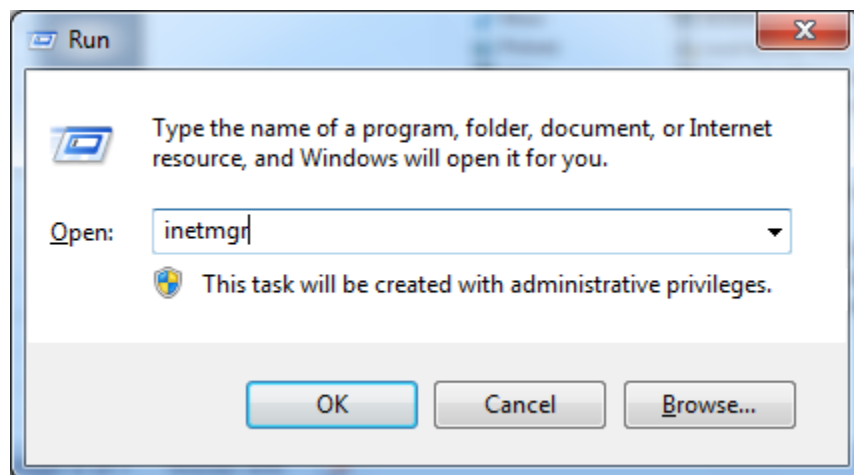 Run
Type the name of a program, folder, document, or Internet
resource, and Windows will open it for you.
Open: inetmgr
This task will be created with administrative privileges.
OK Cancel Browse...